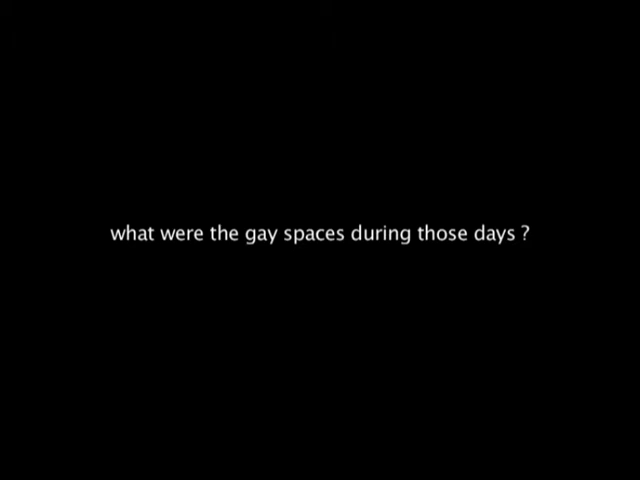 what were the gay spaces during those days ?